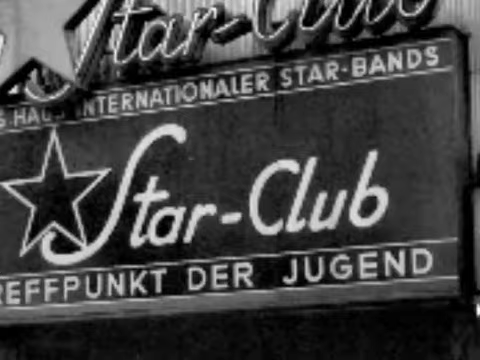 Star-Club
S HAUS INTERNATIONALER STAR-BANDS
Star-Club
REFFPUNKT DER JUGEND